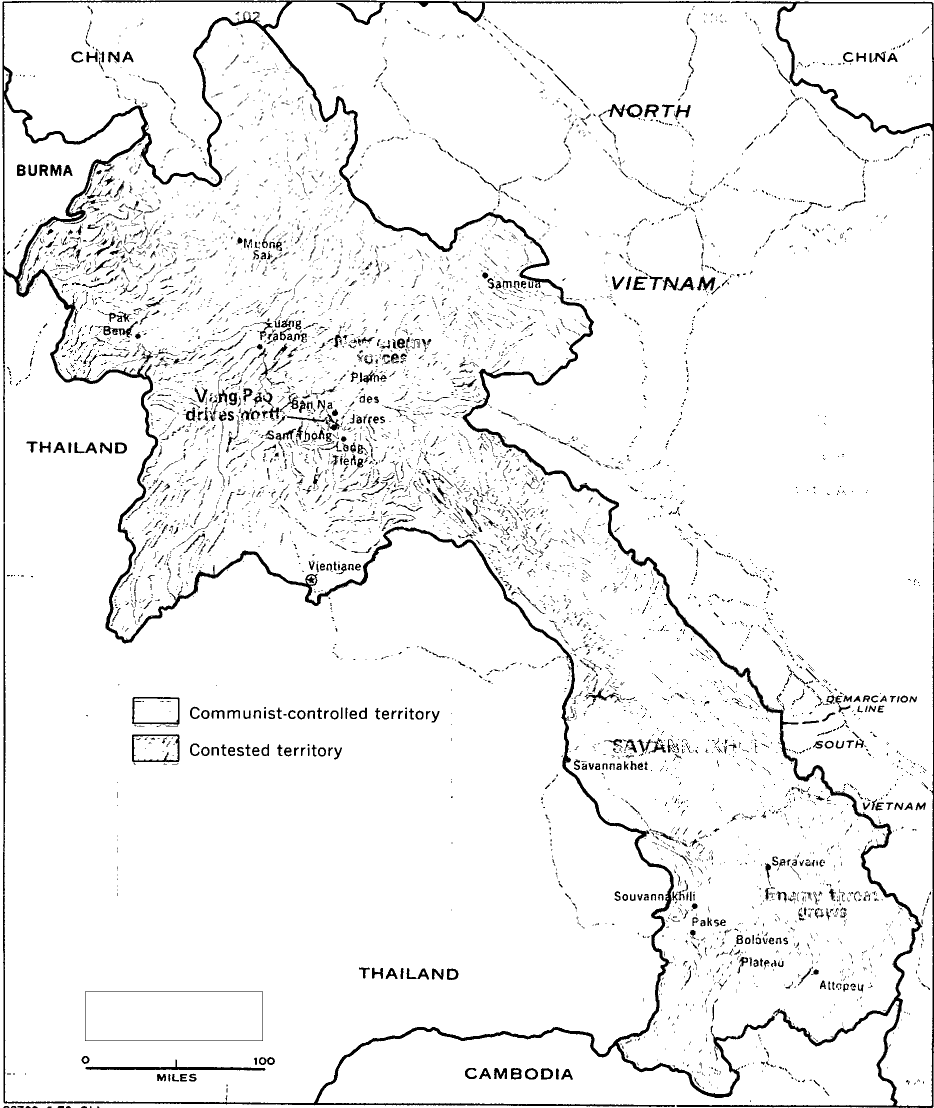 102
CHINA
CHINA
NORTH
BURMA
Muong
Sai
Samneua
VIETNAM
Pak
Beng
Luang
Prabang
New enemy
forces
Plaine
des
Jarres
Vang Pao
drives north
Ban Na
Sam Thong
Long
Tieng
THAILAND
Vientiane
Communist-controlled territory
Contested territory
DEMARCATION
LINE
SOUTH
VIETNAM
SAVANNAKHET
Savannakhet
Saravane
Souvannakhili
Enemy threat
grows
Pakse
Bolovens
Plateau
Attopeu
THAILAND
0 100
MILES
CAMBODIA